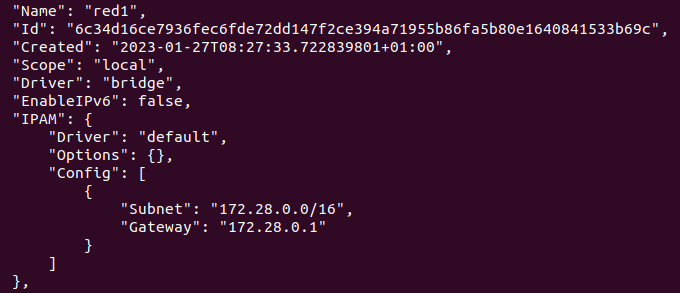 "Name": "red1",
"Id": "6c34d16ce7936fec6fde72dd147f2ce394a71955b86fa5b80e1640841533b69c",
"Created": "2023-01-27T08:27:33.722839801+01:00",
"Scope": "local",
"Driver": "bridge",
"EnableIPv6": false,
"IPAM": {
    "Driver": "default",
    "Options": {},
    "Config": [
        {
            "Subnet": "172.28.0.0/16",
            "Gateway": "172.28.0.1"
        }
    ]
},